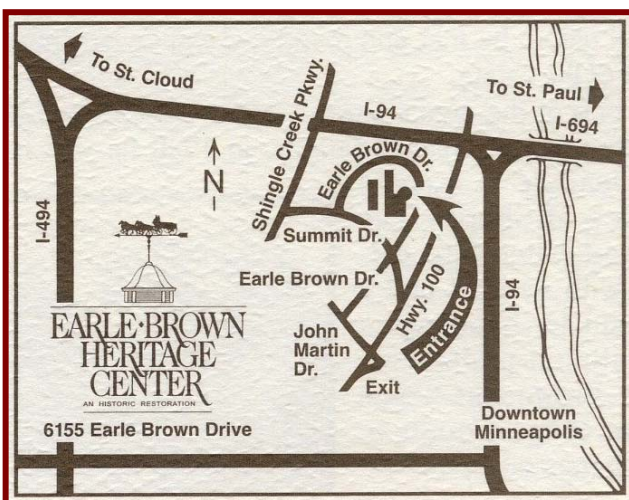 To St. Cloud
Shingle Creek Pkwy.
I-94
To St. Paul
I-694
Earle Brown Dr.
N
I-494
Summit Dr.
Earle Brown Dr.
Hwy. 100
Entrance
I-94
John
Martin
Dr.
Exit
EARLE·BROWN
HERITAGE
CENTER
AN HISTORIC RESTORATION
6155 Earle Brown Drive
Downtown
Minneapolis